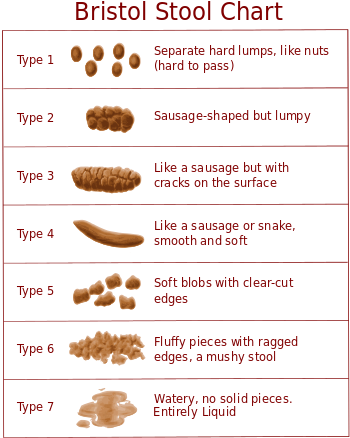 Bristol Stool Chart
Type 1
Separate hard lumps, like nuts
(hard to pass)
Type 2
Sausage-shaped but lumpy
Type 3
Like a sausage but with
cracks on the surface
Type 4
Like a sausage or snake,
smooth and soft
Type 5
Soft blobs with clear-cut
edges
Type 6
Fluffy pieces with ragged
edges, a mushy stool
Type 7
Watery, no solid pieces.
Entirely Liquid